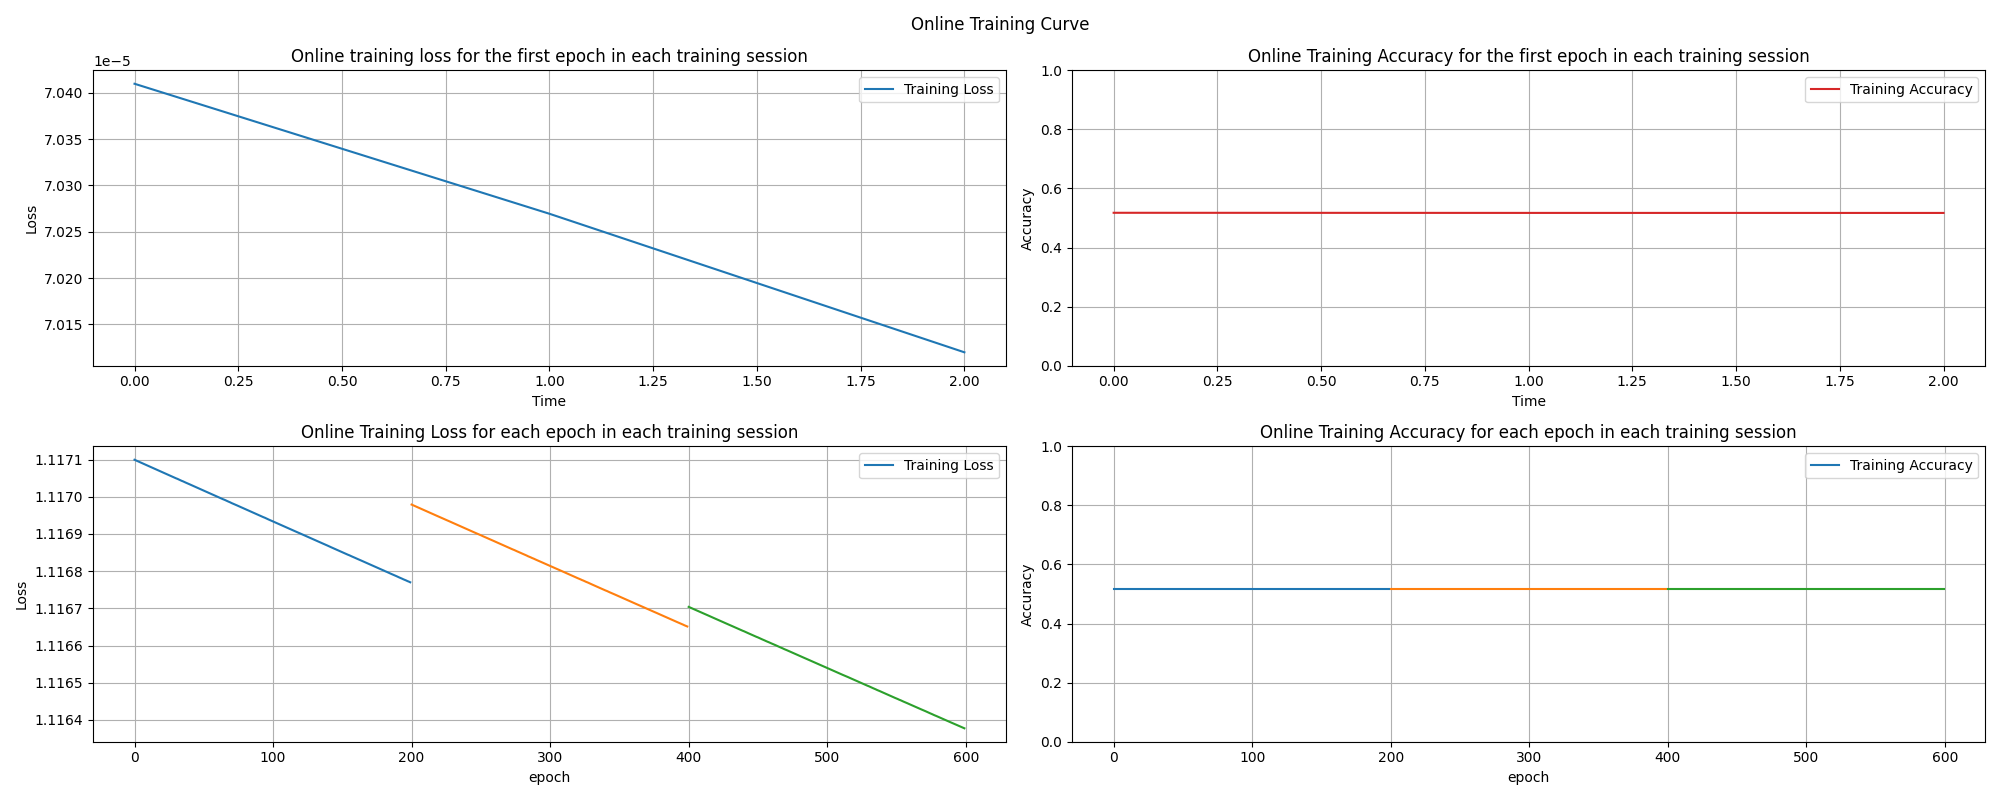 Online Training Curve
Online training loss for the first epoch in each training session
1e−5
Training Loss
7.040
7.035
7.030
7.025
7.020
7.015
Loss
0.00 0.25 0.50 0.75 1.00 1.25 1.50 1.75 2.00
Time
Online Training Accuracy for the first epoch in each training session
Training Accuracy
1.0
0.8
0.6
0.4
0.2
0.0
Accuracy
0.00 0.25 0.50 0.75 1.00 1.25 1.50 1.75 2.00
Time
Online Training Loss for each epoch in each training session
Training Loss
1.1171
1.1170
1.1169
1.1168
1.1167
1.1166
1.1165
1.1164
Loss
0 100 200 300 400 500 600
epoch
Online Training Accuracy for each epoch in each training session
Training Accuracy
1.0
0.8
0.6
0.4
0.2
0.0
Accuracy
0 100 200 300 400 500 600
epoch